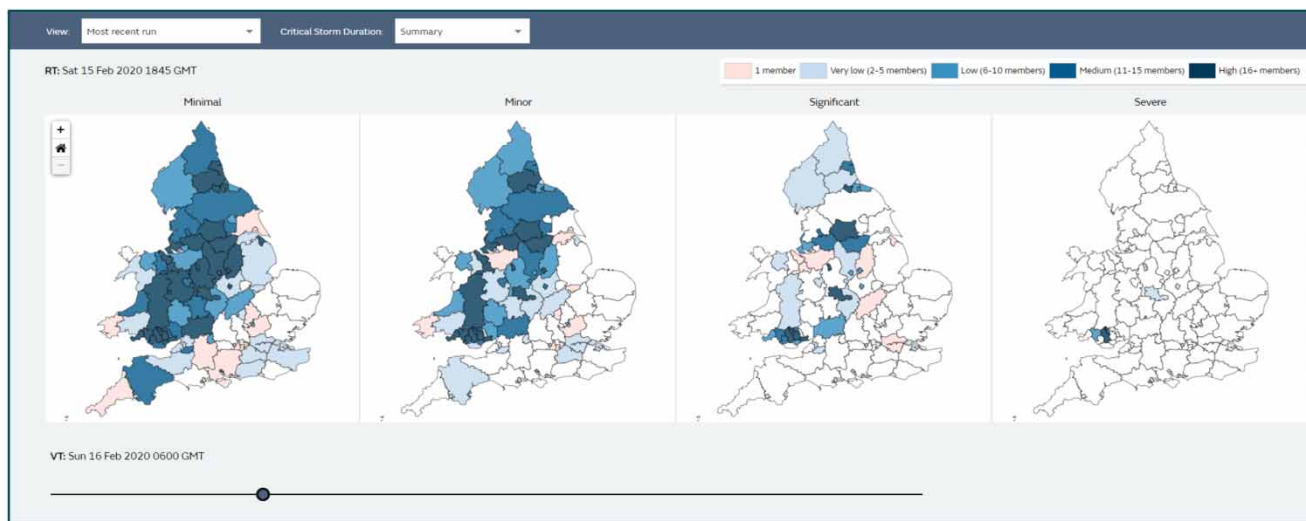 View: Most recent run Critical Storm Duration: Summary
RT: Sat 15 Feb 2020 1845 GMT
1 member Very low (2-5 members) Low (6-10 members) Medium (11-15 members) High (16+ members)
Minimal Minor Significant Severe
+
−
VT: Sun 16 Feb 2020 0600 GMT